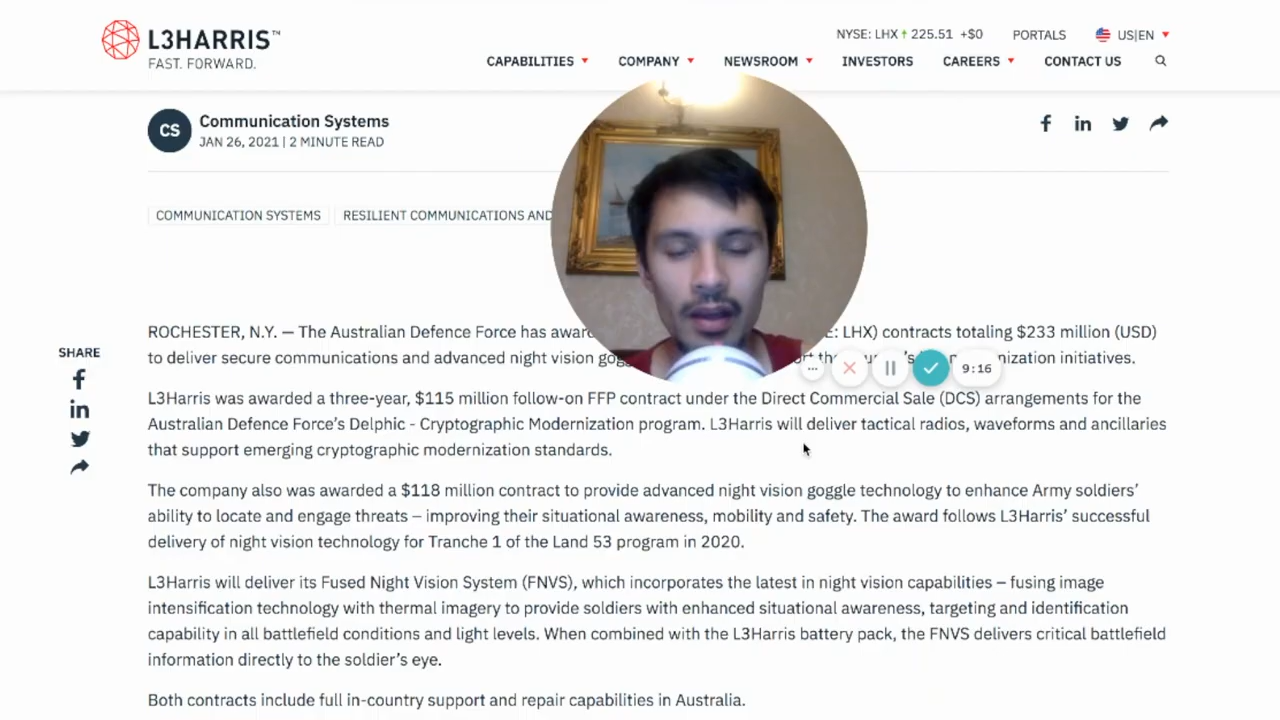 L3HARRIS™
FAST. FORWARD.
NYSE: LHX 225.51 +$0 PORTALS US|EN
CAPABILITIES COMPANY NEWSROOM INVESTORS CAREERS CONTACT US
CS
Communication Systems
JAN 26, 2021 | 2 MINUTE READ
COMMUNICATION SYSTEMS RESILIENT COMMUNICATIONS AND
ROCHESTER, N.Y. — The Australian Defence Force has LHX) contracts totaling $233 million (USD)
to deliver secure communications and advanced night vision initiatives.
SHARE
9:16
L3Harris was awarded a three-year, $115 million follow-on FFP contract under the Direct Commercial Sale (DCS) arrangements for the
Australian Defence Force's Delphic - Cryptographic Modernization program. L3Harris will deliver tactical radios, waveforms and ancillaries
that support emerging cryptographic modernization standards.
The company also was awarded a $118 million contract to provide advanced night vision goggle technology to enhance Army soldiers'
ability to locate and engage threats – improving their situational awareness, mobility and safety. The award follows L3Harris' successful
delivery of night vision technology for Tranche 1 of the Land 53 program in 2020.
L3Harris will deliver its Fused Night Vision System (FNVS), which incorporates the latest in night vision capabilities – fusing image
intensification technology with thermal imagery to provide soldiers with enhanced situational awareness, targeting and identification
capability in all battlefield conditions and light levels. When combined with the L3Harris battery pack, the FNVS delivers critical battlefield
information directly to the soldier's eye.
Both contracts include full in-country support and repair capabilities in Australia.